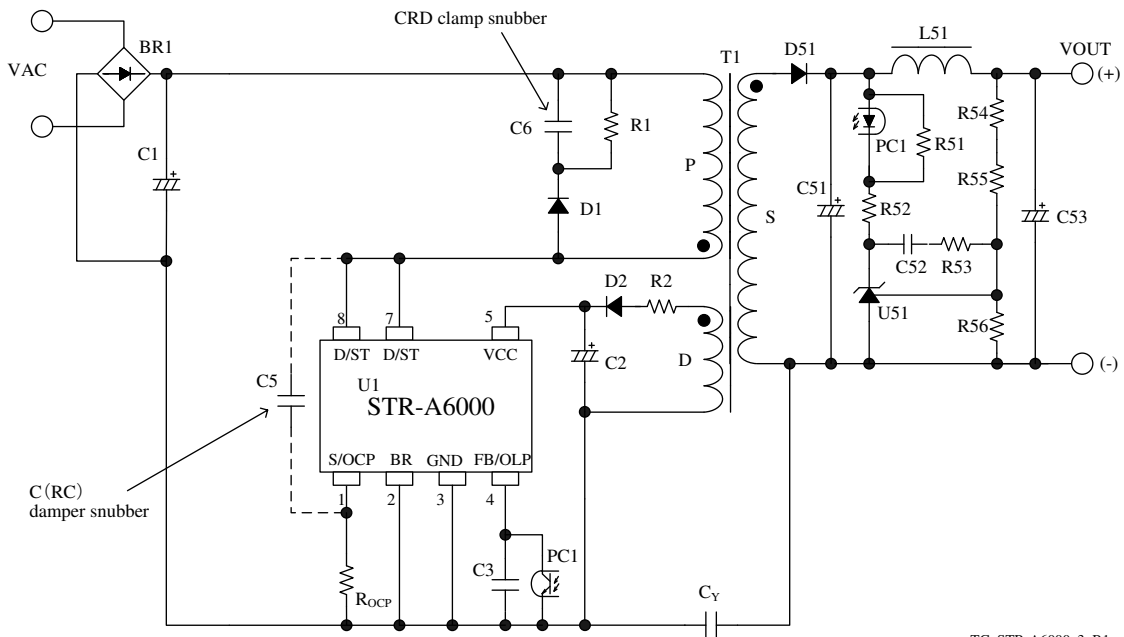 CRD clamp snubber
BR1
VAC
C1
C6
R1
D1
T1
P
S
D51
L51
VOUT
(+)
PC1
R51
R54
R55
C51
R52
C53
C52
R53
U51
R56
(-)
D2
R2
C2
D
8
7
5
D/ST
D/ST
VCC
C5
U1
STR-A6000
S/OCP
BR
GND
FB/OLP
1
2
3
4
C(RC)
damper snubber
ROCP
C3
PC1
CY